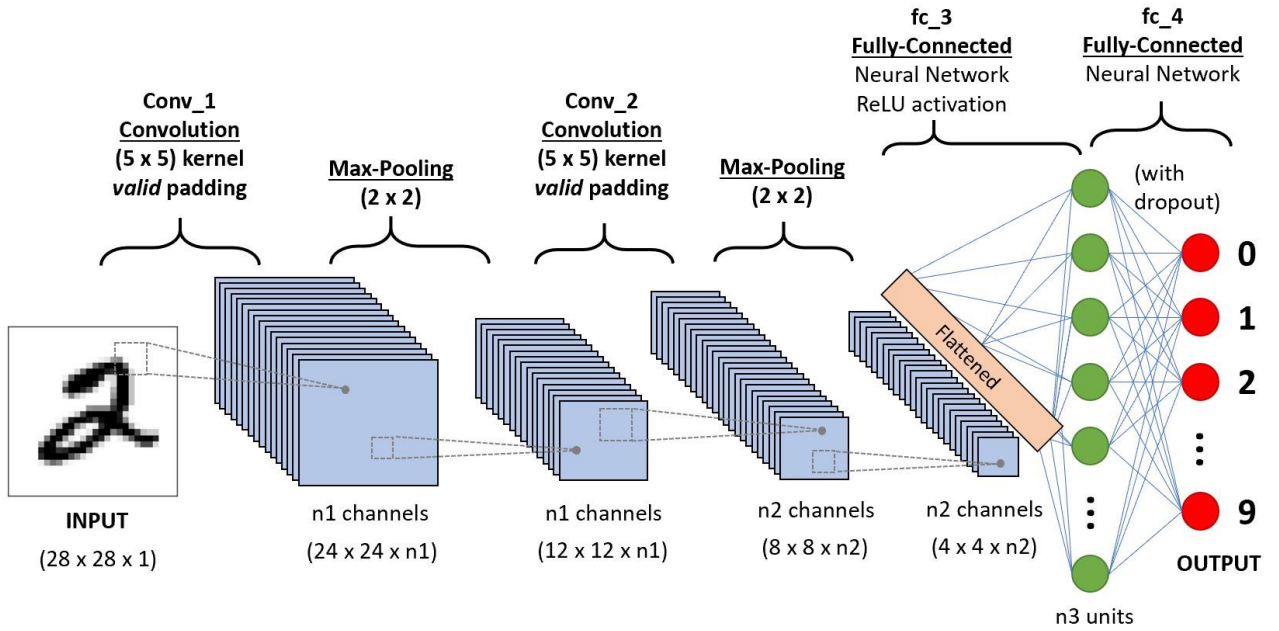 fc_3
Fully-Connected
Neural Network
ReLU activation
fc_4
Fully-Connected
Neural Network
Conv_1
Convolution
(5 x 5) kernel
valid padding
Max-Pooling
(2 x 2)
Conv_2
Convolution
(5 x 5) kernel
valid padding
Max-Pooling
(2 x 2)
(with
dropout)
Flattened
0
1
2
9
OUTPUT
INPUT
(28 x 28 x 1)
n1 channels
(24 x 24 x n1)
n1 channels
(12 x 12 x n1)
n2 channels
(8 x 8 x n2)
n2 channels
(4 x 4 x n2)
n3 units
2